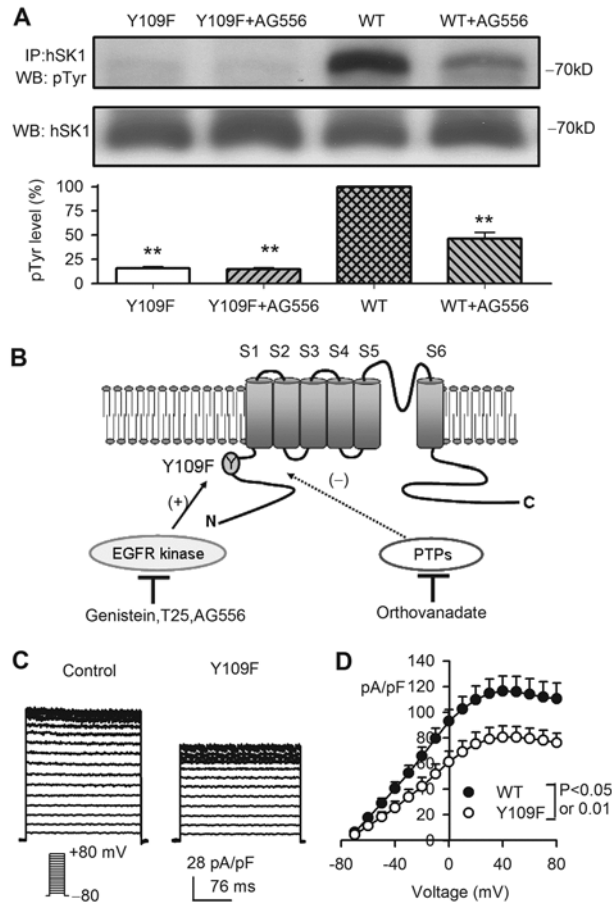 A
Y109F Y109F+AG556 WT WT+AG556
IP:hSK1
WB: pTyr
–70kD
WB: hSK1
–70kD
pTyr level (%)
100
75
50
25
0
** ** **
Y109F Y109F+AG556 WT WT+AG556
B
S1 S2 S3 S4 S5 S6
Y109F
Y
(+)
(–)
N
C
EGFR kinase
PTPs
Genistein,T25,AG556
Orthovanadate
C
Control
Y109F
+80 mV
–80
28 pA/pF
76 ms
D
pA/pF
140
120
100
80
60
40
20
0
WT
Y109F
P<0.05
or 0.01
-80 -40 0 40 80
Voltage (mV)